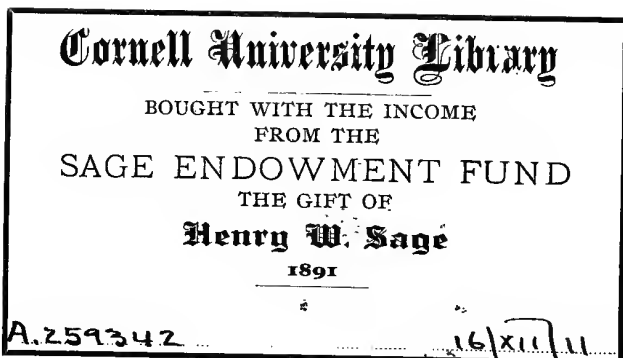 Cornell University Library
BOUGHT WITH THE INCOME
FROM THE
SAGE ENDOWMENT FUND
THE GIFT OF
Henry W. Sage
1891
A.259342 16/XII/11